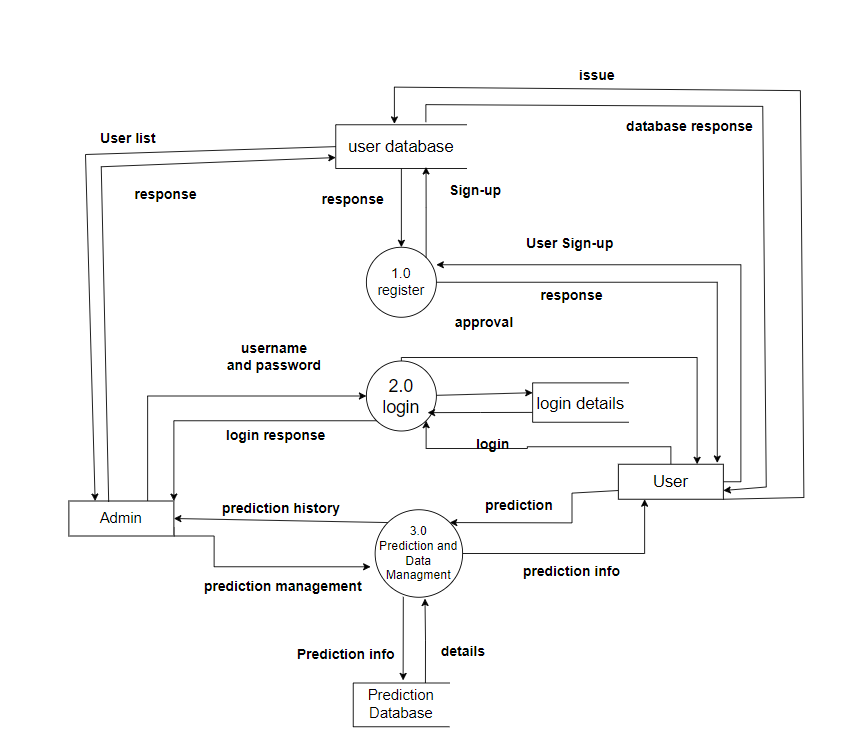 issue
database response
User list
user database
response
response
Sign-up
User Sign-up
1.0
register
response
approval
username
and password
2.0
login
login details
login response
login
User
prediction
prediction history
Admin
3.0
Prediction and
Data
Managment
prediction info
prediction management
Prediction info
details
Prediction
Database